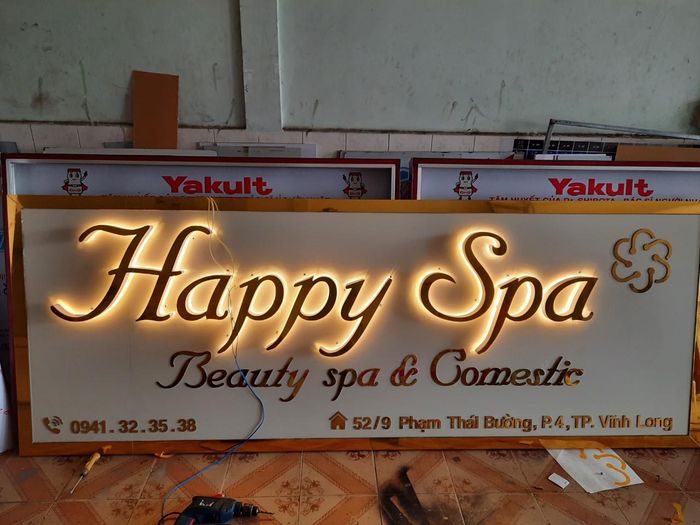 Yakult
Yakult
Happy Spa
Beauty spa & Comestic
0941.32.35.38
52/9 Phạm Thái Bường, P.4, TP. Vĩnh Long